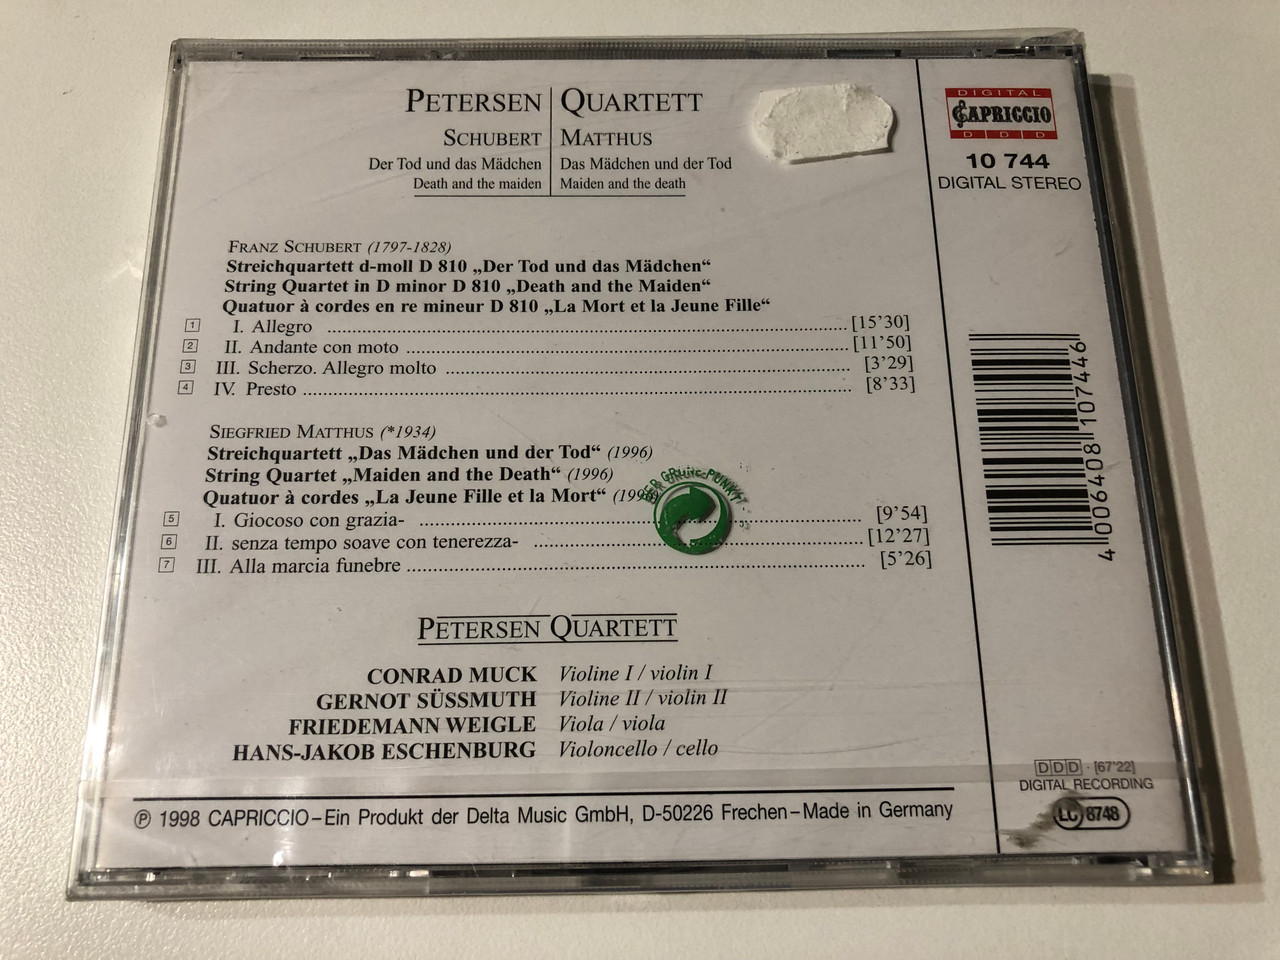 PETERSEN QUARTETT
SCHUBERT MATTHUS
Der Tod und das Mädchen Das Mädchen und der Tod
Death and the maiden Maiden and the death
DIGITAL
CAPRICCIO
D D D
10 744
DIGITAL STEREO
FRANZ SCHUBERT (1797-1828)
Streichquartett d-moll D 810 „Der Tod und das Mädchen“
String Quartet in D minor D 810 „Death and the Maiden“
Quatuor à cordes en re mineur D 810 „La Mort et la Jeune Fille“
1 I. Allegro [15’30]
2 II. Andante con moto [11’50]
3 III. Scherzo. Allegro molto [3’29]
4 IV. Presto [8’33]
SIEGFRIED MATTHUS (*1934)
Streichquartett „Das Mädchen und der Tod“ (1996)
String Quartet „Maiden and the Death“ (1996)
Quatuor à cordes „La Jeune Fille et la Mort“ (1996)
DER GRÜNE PUNKT
5 I. Giocoso con grazia- [9’54]
6 II. senza tempo soave con tenerezza- [12’27]
7 III. Alla marcia funebre [5’26]
4 006408 107446
PETERSEN QUARTETT
CONRAD MUCK Violine I / violin I
GERNOT SÜSSMUTH Violine II / violin II
FRIEDEMANN WEIGLE Viola / viola
HANS-JAKOB ESCHENBURG Violoncello / cello
DDD · [67’22]
DIGITAL RECORDING
LC 8748
℗ 1998 CAPRICCIO – Ein Produkt der Delta Music GmbH, D-50226 Frechen – Made in Germany